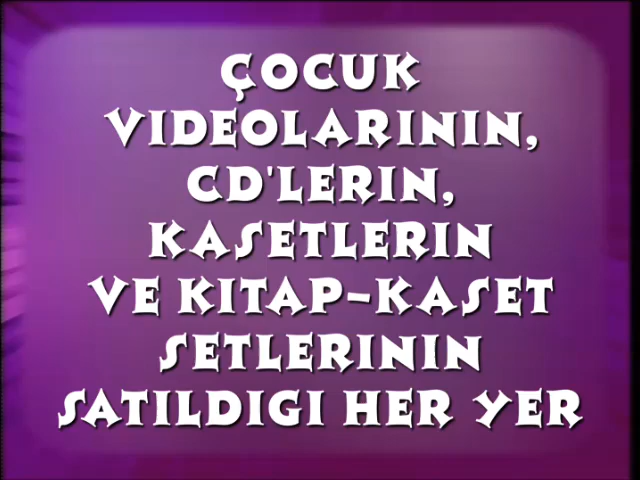 ÇOCUK
VIDEOLARININ,
CD'LERIN,
KASETLERIN
VE KITAP-KASET
SETLERININ
SATILDIGI HER YER